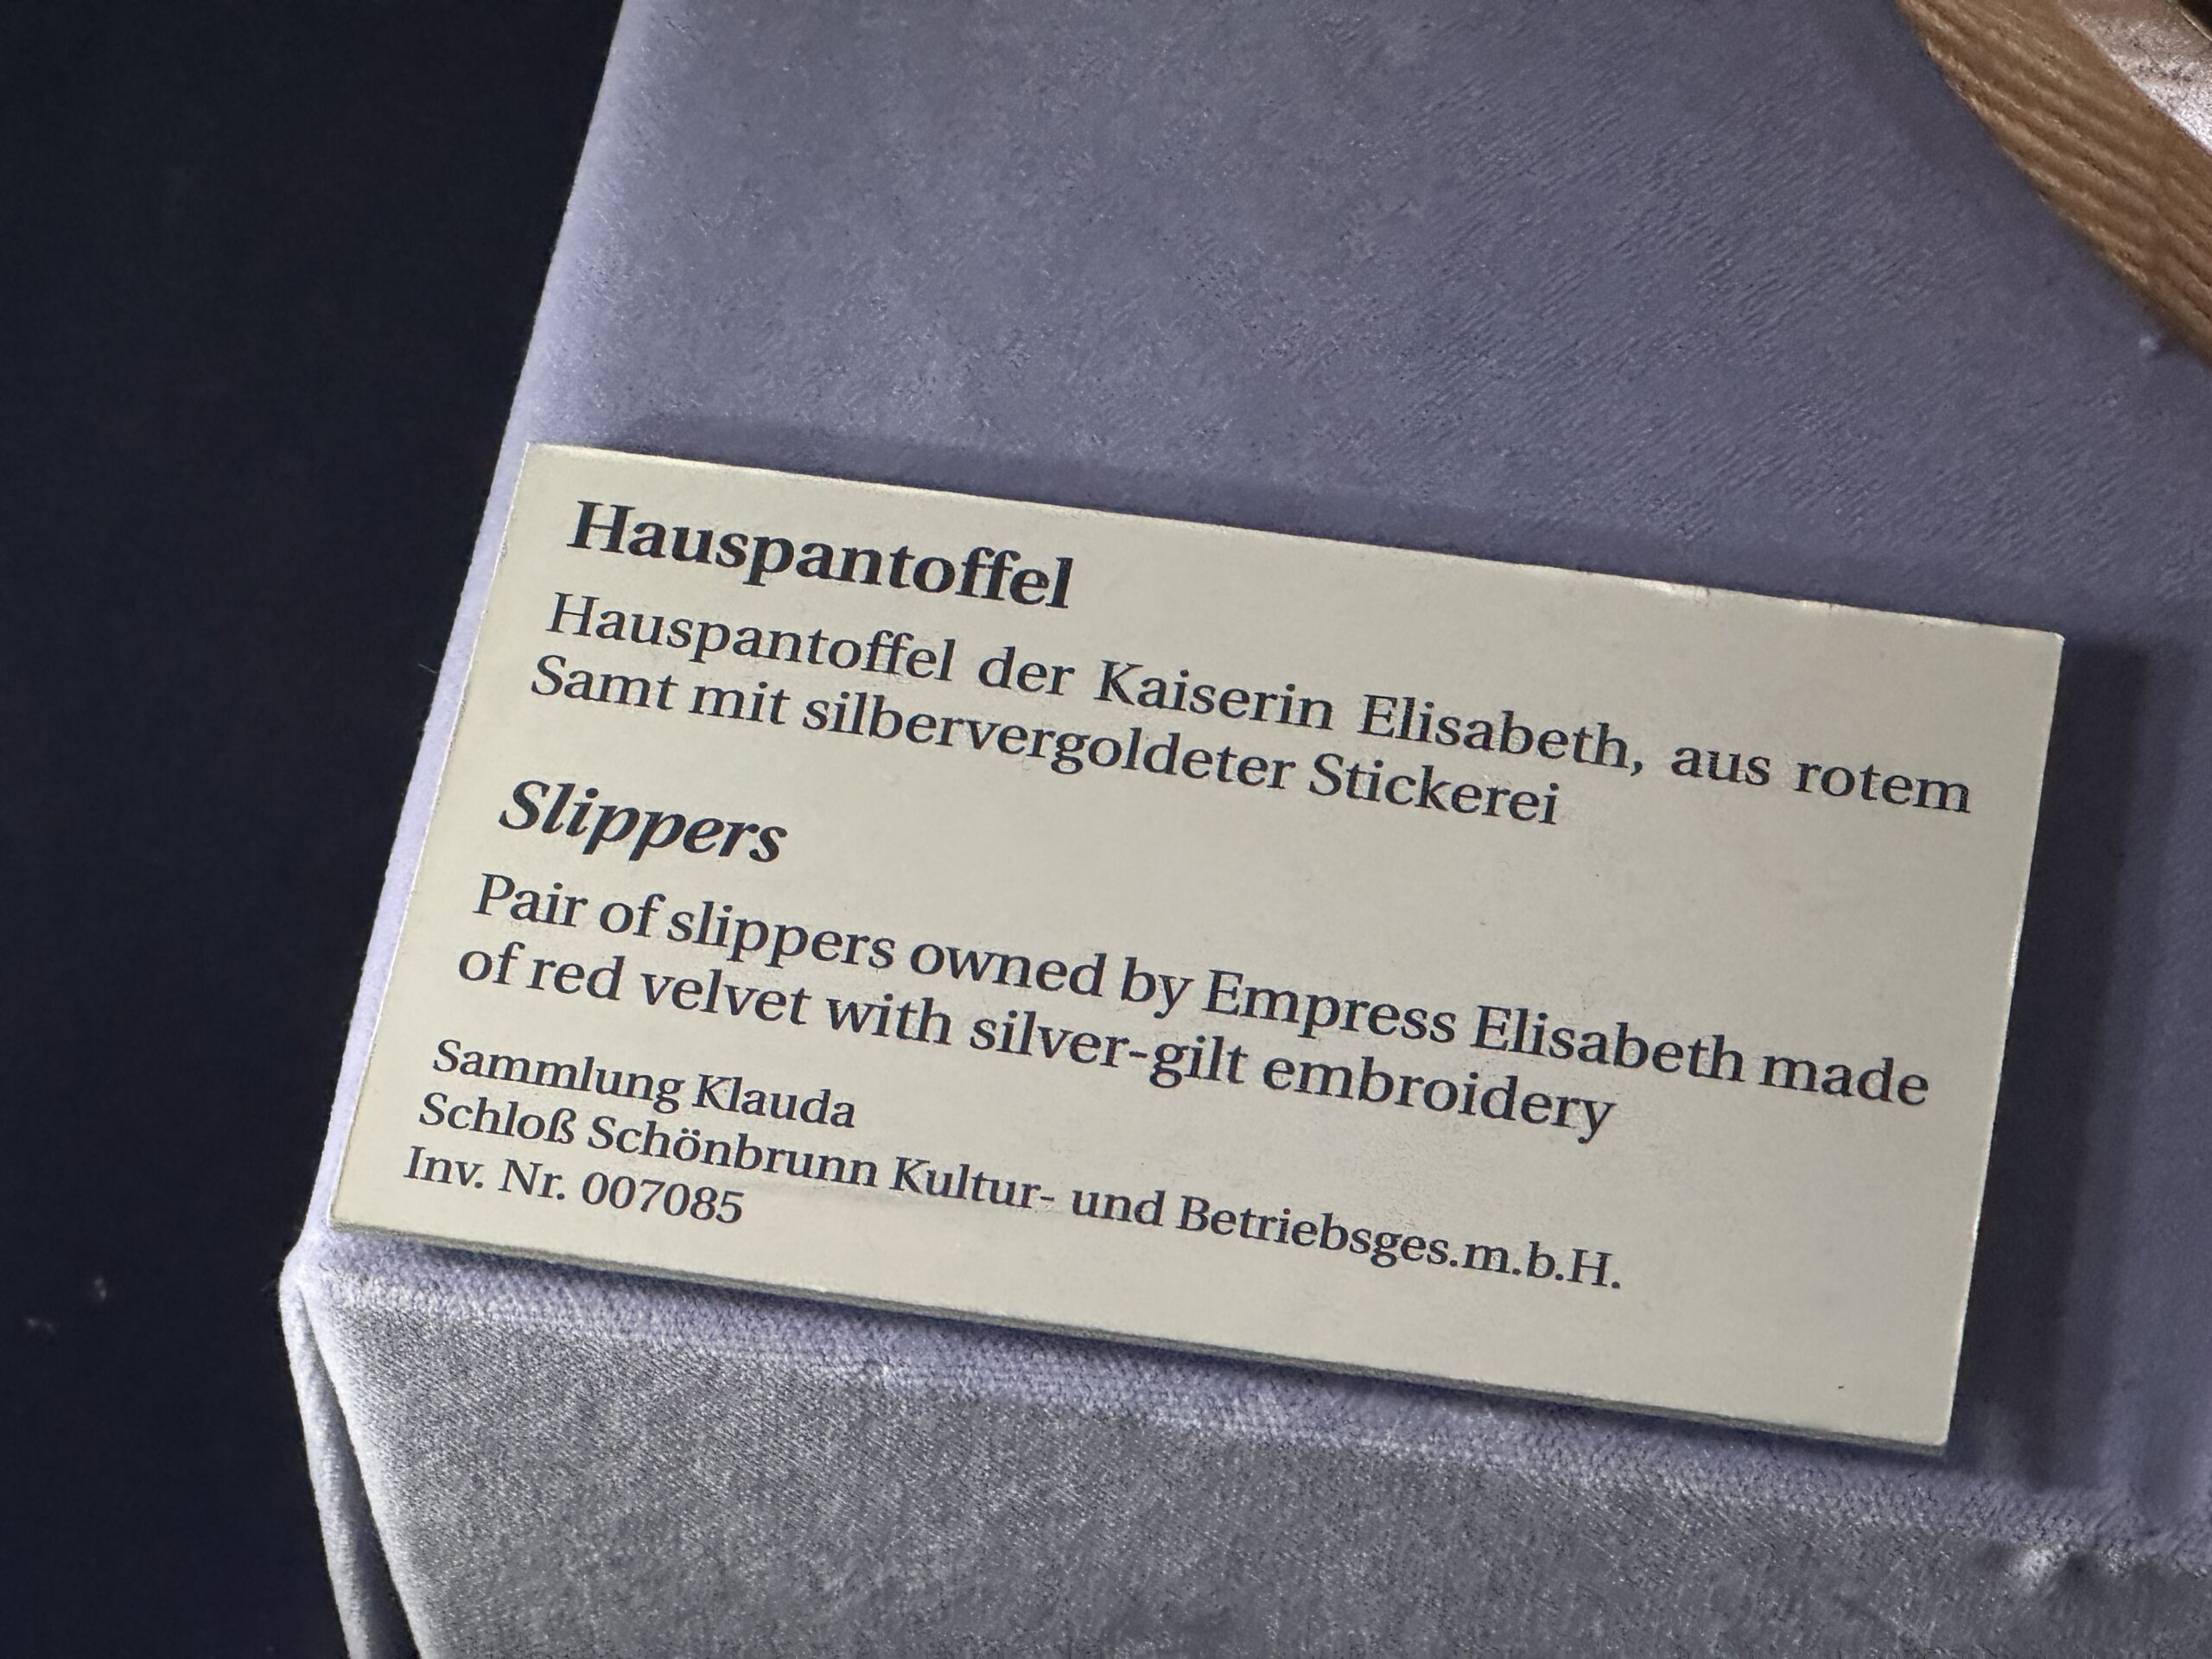 Hauspantoffel
Hauspantoffel der Kaiserin Elisabeth, aus rotem
Samt mit silbervergoldeter Stickerei
Slippers
Pair of slippers owned by Empress Elisabeth made
of red velvet with silver-gilt embroidery
Sammlung Klauda
Schloß Schönbrunn Kultur- und Betriebsges.m.b.H.
Inv. Nr. 007085